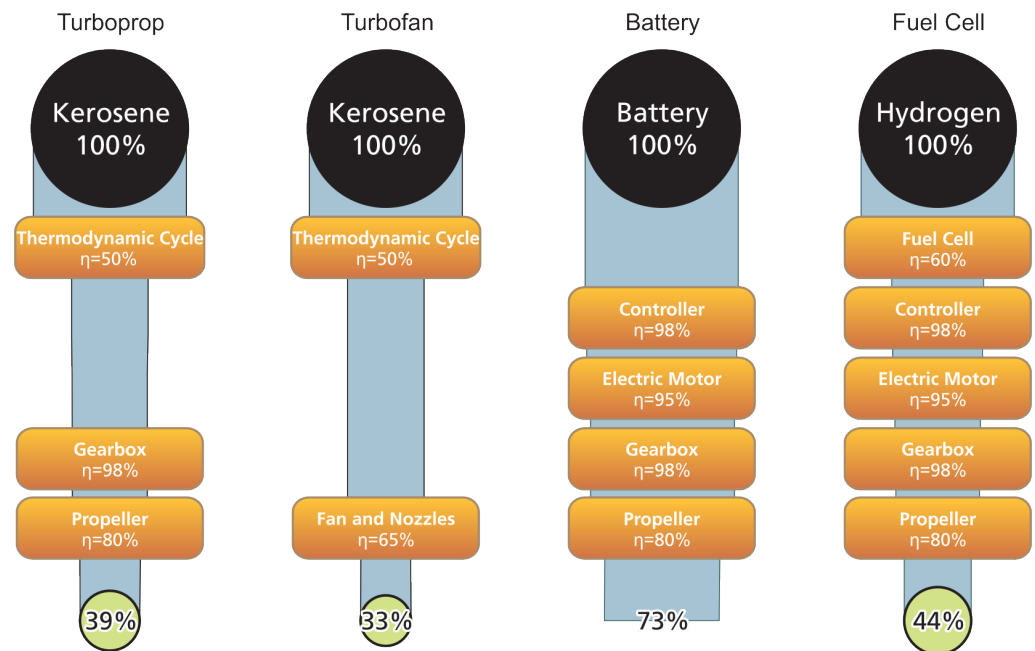 Turboprop
Kerosene
100%
Thermodynamic Cycle
η=50%
Gearbox
η=98%
Propeller
η=80%
39%
Turbofan
Kerosene
100%
Thermodynamic Cycle
η=50%
Fan and Nozzles
η=65%
33%
Battery
Battery
100%
Controller
η=98%
Electric Motor
η=95%
Gearbox
η=98%
Propeller
η=80%
73%
Fuel Cell
Hydrogen
100%
Fuel Cell
η=60%
Controller
η=98%
Electric Motor
η=95%
Gearbox
η=98%
Propeller
η=80%
44%